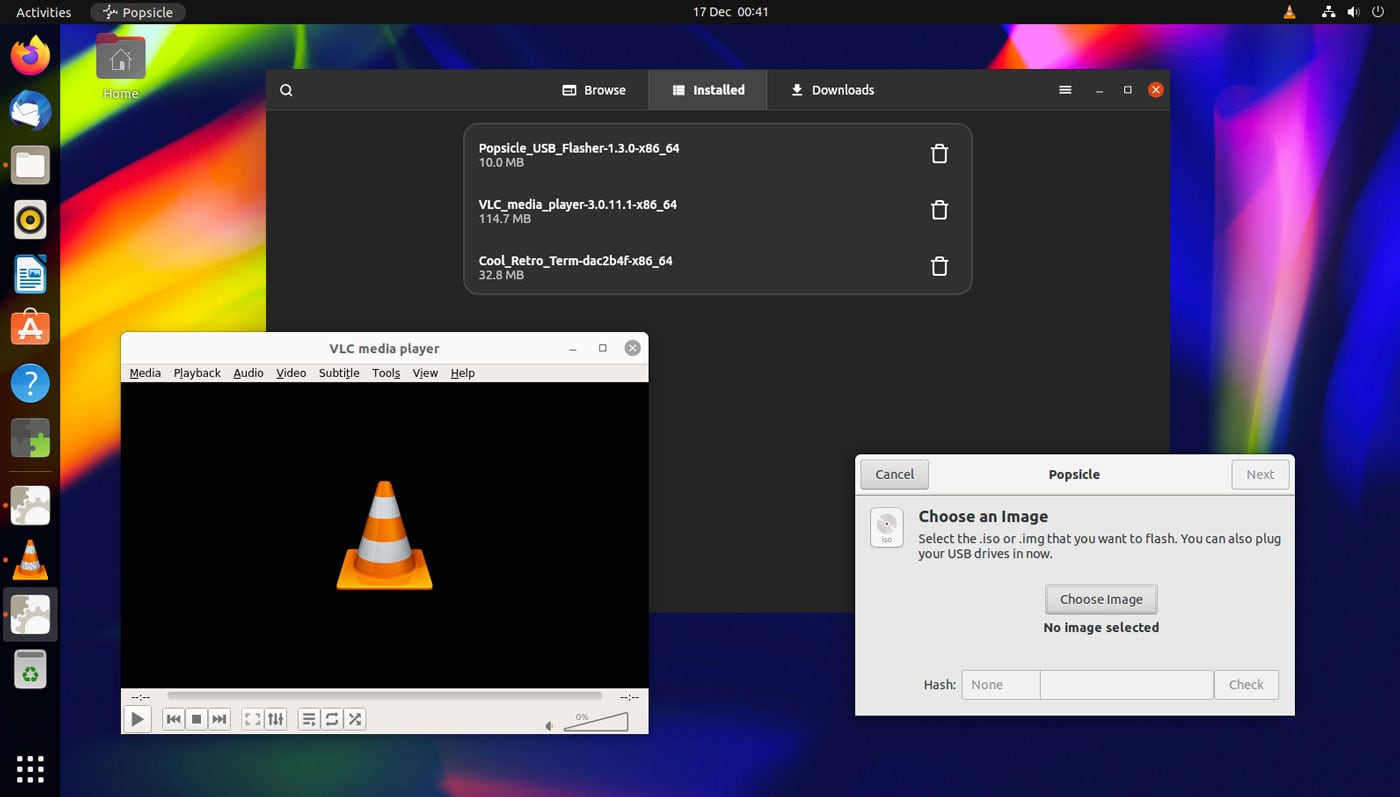 Activities
Popsicle
17 Dec 00:41
Home
Browse
Installed
Downloads
Popsicle_USB_Flasher-1.3.0-x86_64
10.0 MB
VLC_media_player-3.0.11.1-x86_64
114.7 MB
Cool_Retro_Term-dac2b4f-x86_64
32.8 MB
VLC media player
Media Playback Audio Video Subtitle Tools View Help
--:-- --:--
0%
Cancel
Popsicle
Next
iso
Choose an Image
Select the .iso or .img that you want to flash. You can also plug
your USB drives in now.
Choose Image
No image selected
Hash: None Check